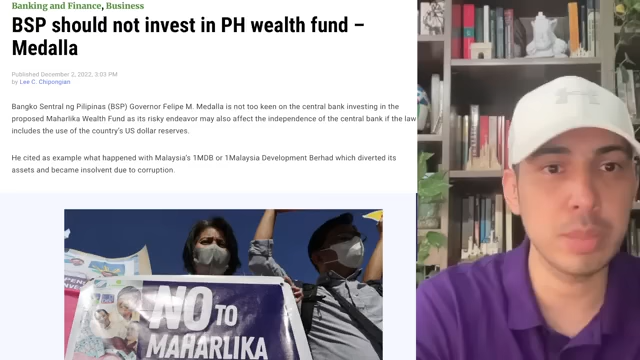 Banking and Finance, Business
BSP should not invest in PH wealth fund –
Medalla
Published December 2, 2022, 3:03 PM
by Lee C. Chipongian
Bangko Sentral ng Pilipinas (BSP) Governor Felipe M. Medalla is not too keen on the central bank investing in the
proposed Maharlika Wealth Fund as its risky endeavor may also affect the independence of the central bank if the law
includes the use of the country's US dollar reserves.
He cited as example what happened with Malaysia's 1MDB or 1Malaysia Development Berhad which diverted its
assets and became insolvent due to corruption.
NO TO
MAHARLIKA